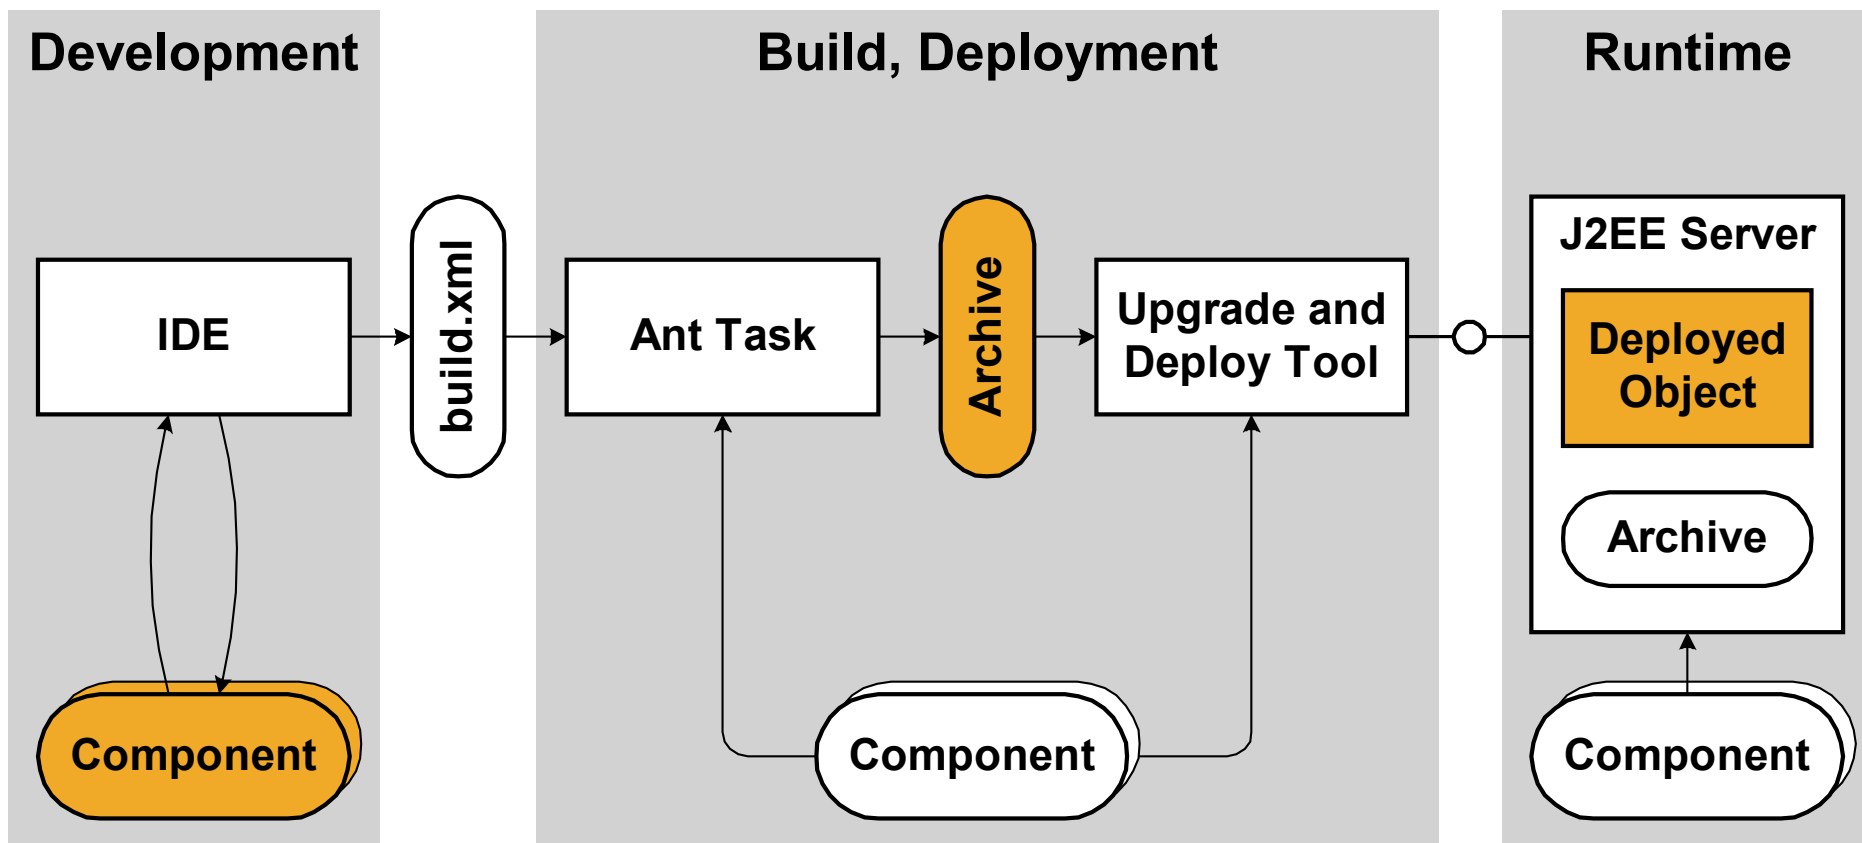 Development
Build, Deployment
Runtime
IDE
build.xml
Ant Task
Archive
Upgrade and
Deploy Tool
J2EE Server
Deployed
Object
Archive
Component
Component
Component